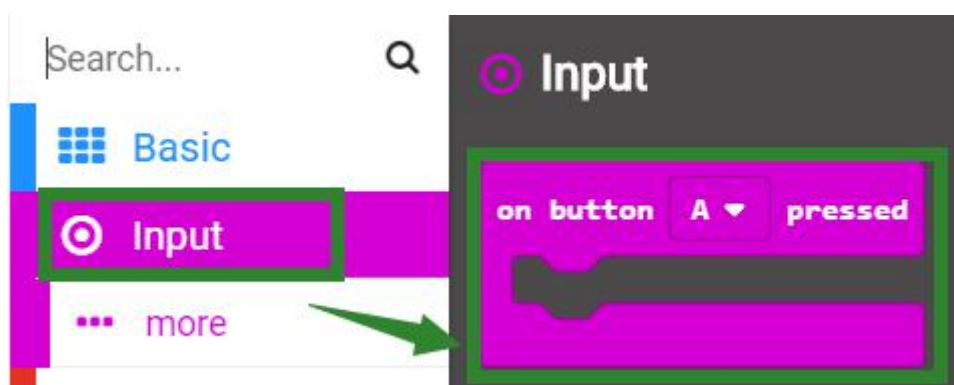 Search...
Basic
Input
more
Input
on button A pressed